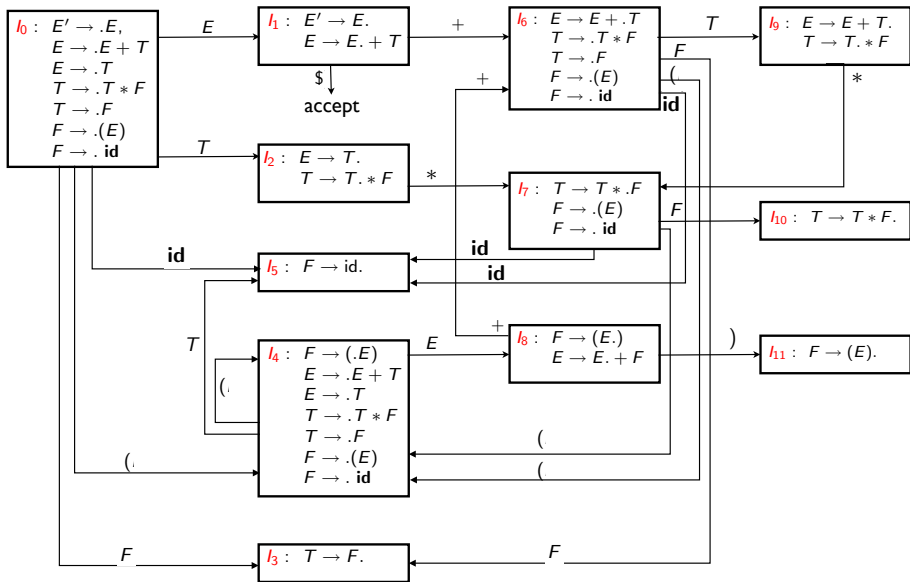 I0 : E′ → .E,
E → .E + T
E → .T
T → .T ∗ F
T → .F
F → .(E)
F → . id
E
I1 : E′ → E.
E → E. + T
+
$
accept
I6 : E → E + .T
T → .T ∗ F
T → .F
F → .(E)
F → . id
T
F
(
id
I9 : E → E + T.
T → T. ∗ F
∗
+
T
I2 : E → T.
T → T. ∗ F
∗
I7 : T → T ∗ .F
F → .(E)
F → . id
F
I10 : T → T ∗ F.
id
I5 : F → id.
id
id
T
I4 : F → (.E)
E → .E + T
E → .T
T → .T ∗ F
T → .F
F → .(E)
F → . id
(
E
+
I8 : F → (E.)
E → E. + F
)
I11 : F → (E).
(
(
(
F
I3 : T → F.
F